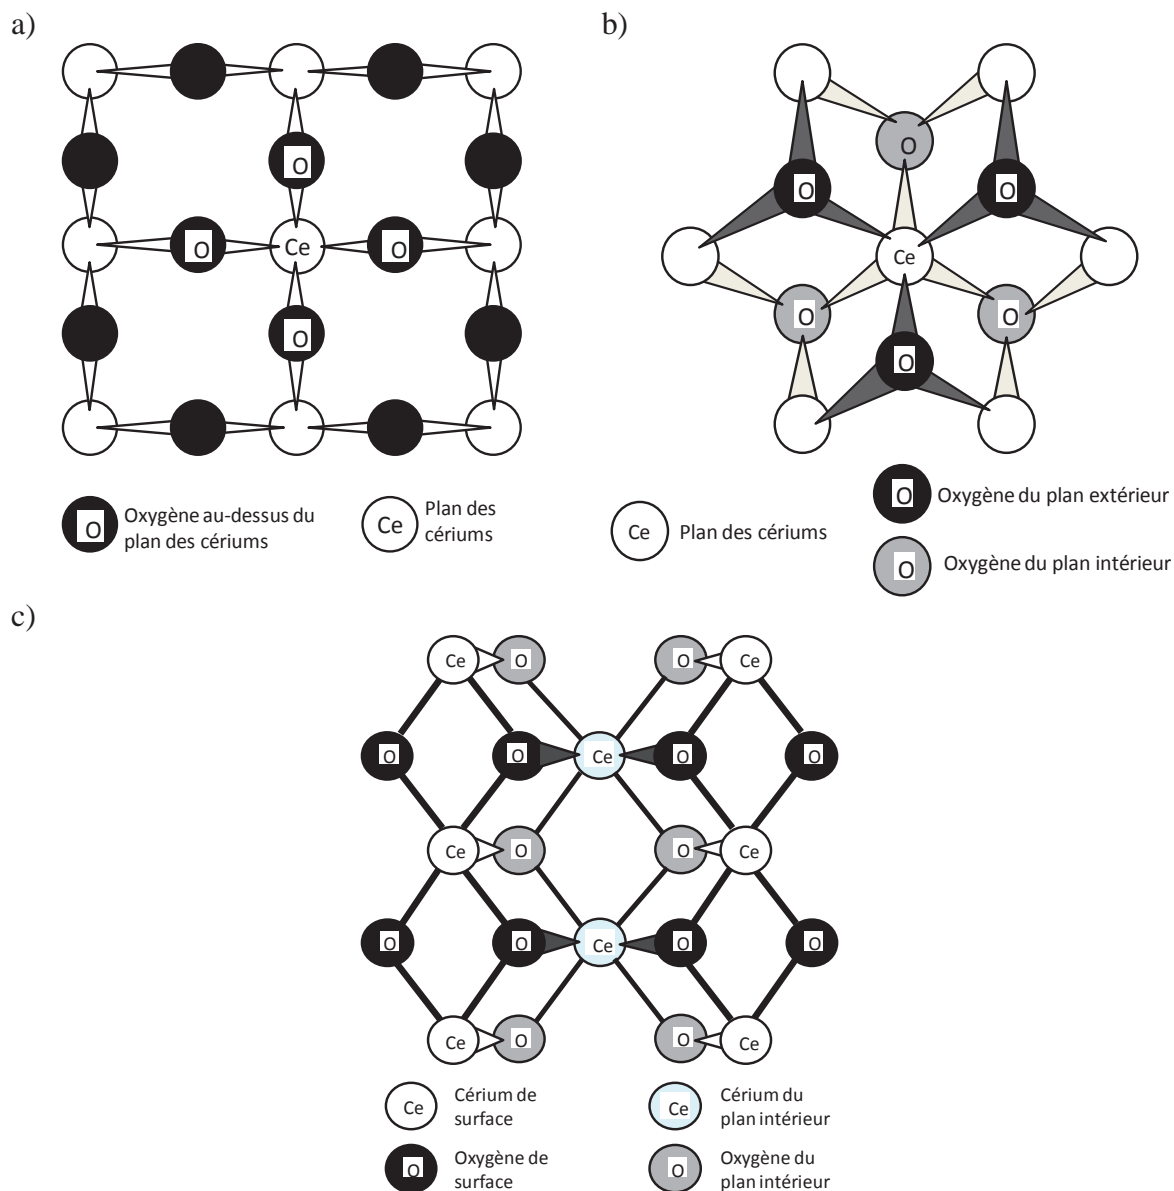 a)
b)
O
O
O
Ce
O
O
O
O
Ce
O
O
O
O
Oxygène au-dessus du
plan des cériums
Ce
Plan des
cériums
Ce
Plan des cériums
O
Oxygène du plan extérieur
O
Oxygène du plan intérieur
c)
Ce O O Ce
O O Ce O O
Ce O O Ce
O O Ce O O
Ce O O Ce
Ce
Cérium de
surface
Ce
Cérium du
plan intérieur
O
Oxygène de
surface
O
Oxygène du
plan intérieur